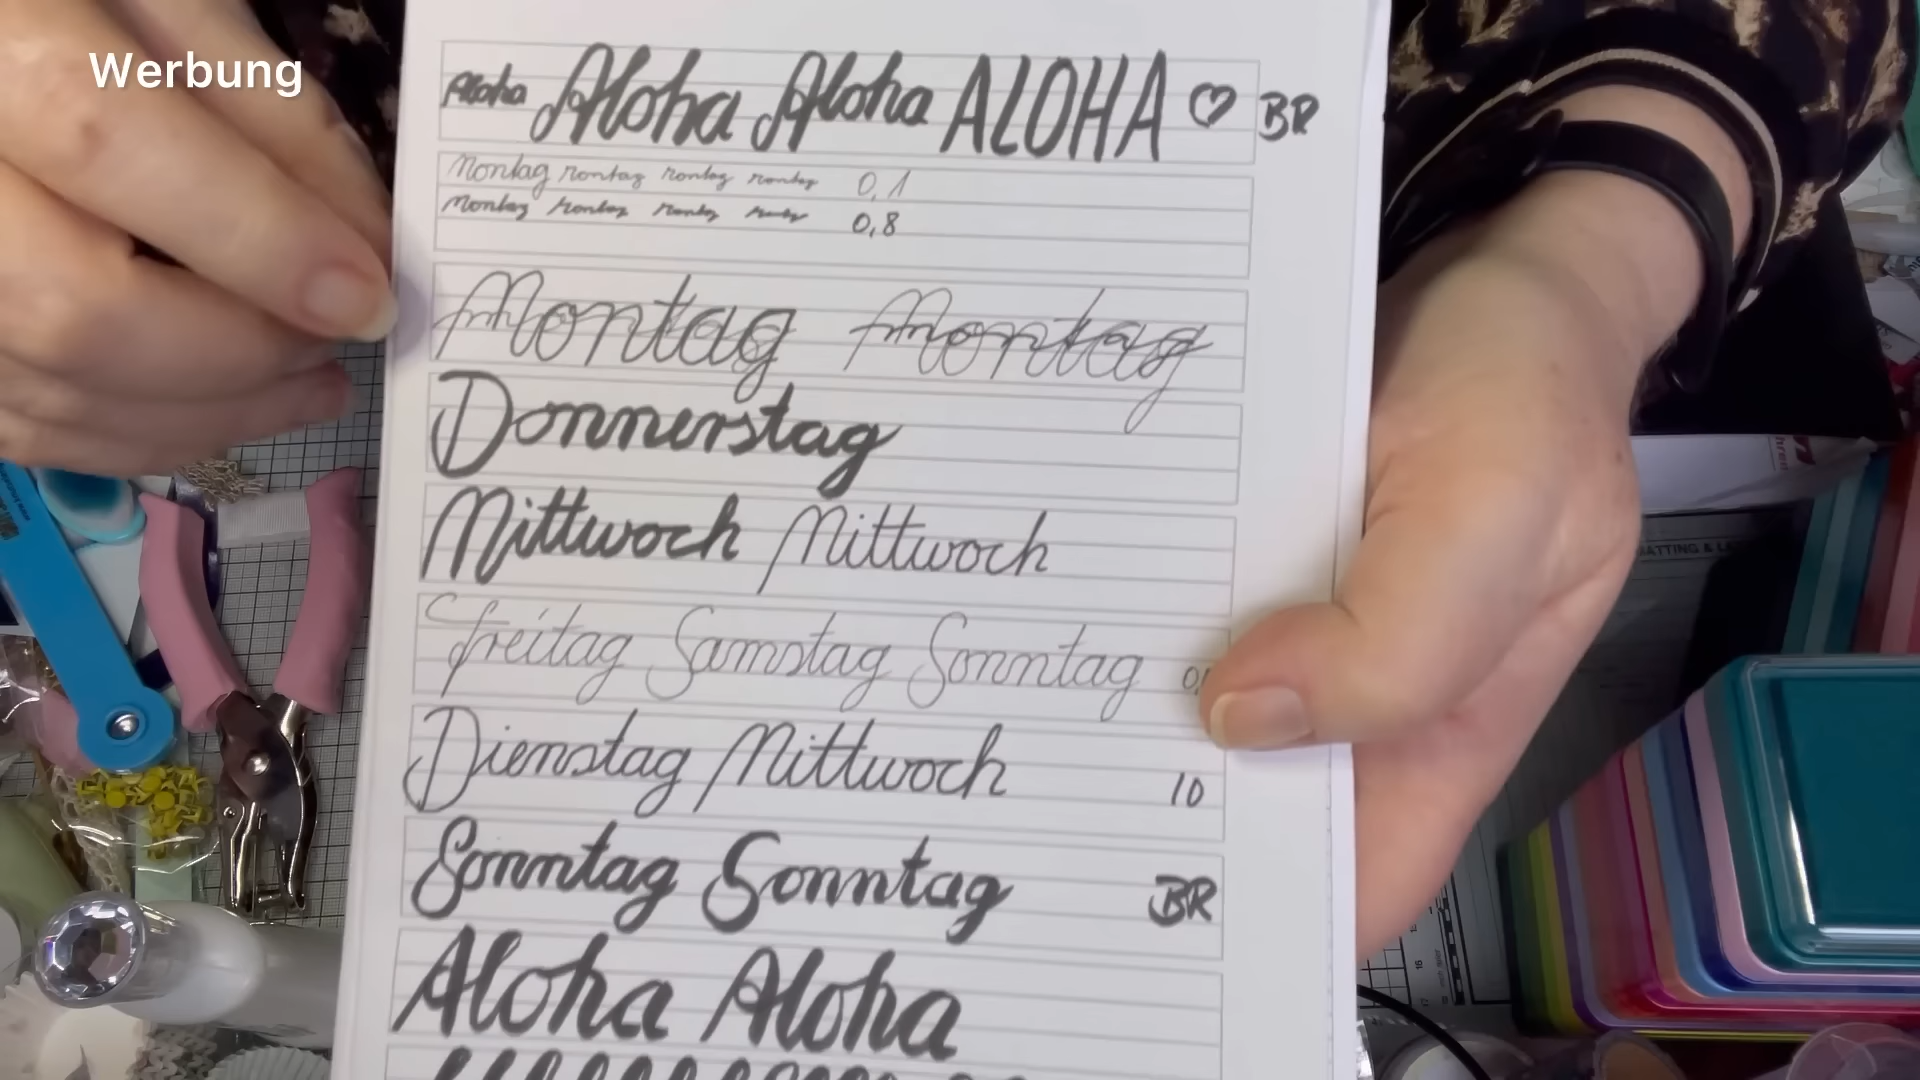 Werbung
Aloha Aloha Aloha ALOHA ♡ BR
Montag Montag Montag Montag 0,1
Montag Montag Montag Montag 0,8
Montag Montag
Donnerstag
Mittwoch Mittwoch
Freitag Samstag Sonntag
Dienstag Mittwoch 10
Sonntag Sonntag BR
Aloha Aloha